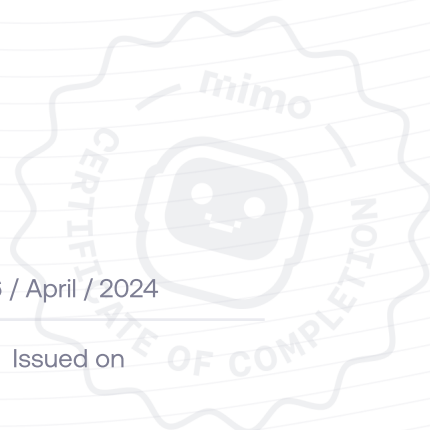 mimo
CERTIFICATE OF COMPLETION
/ April / 2024
Issued on